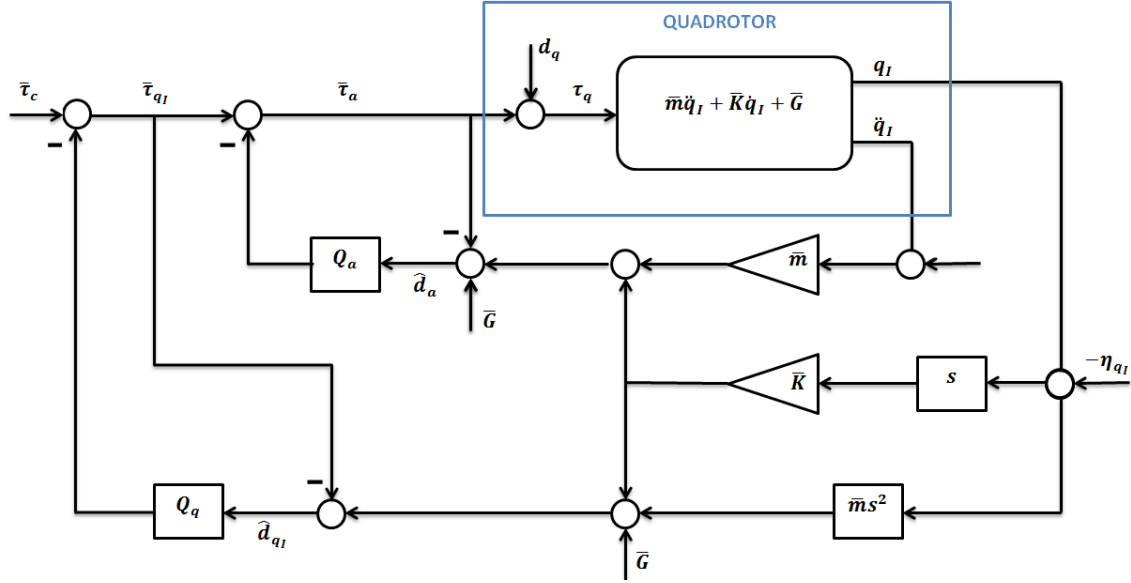 QUADROTOR
d_q
q_I
τ̄_c
τ̄_{q_I}
τ̄_a
τ_q
m̄q̈_I + K̄q̇_I + Ḡ
q̈_I
−
−
−
Q_a
m̄
d̂_a
Ḡ
−η_{q_I}
K̄
s
−
Q_q
m̄s²
d̂_{q_I}
Ḡ